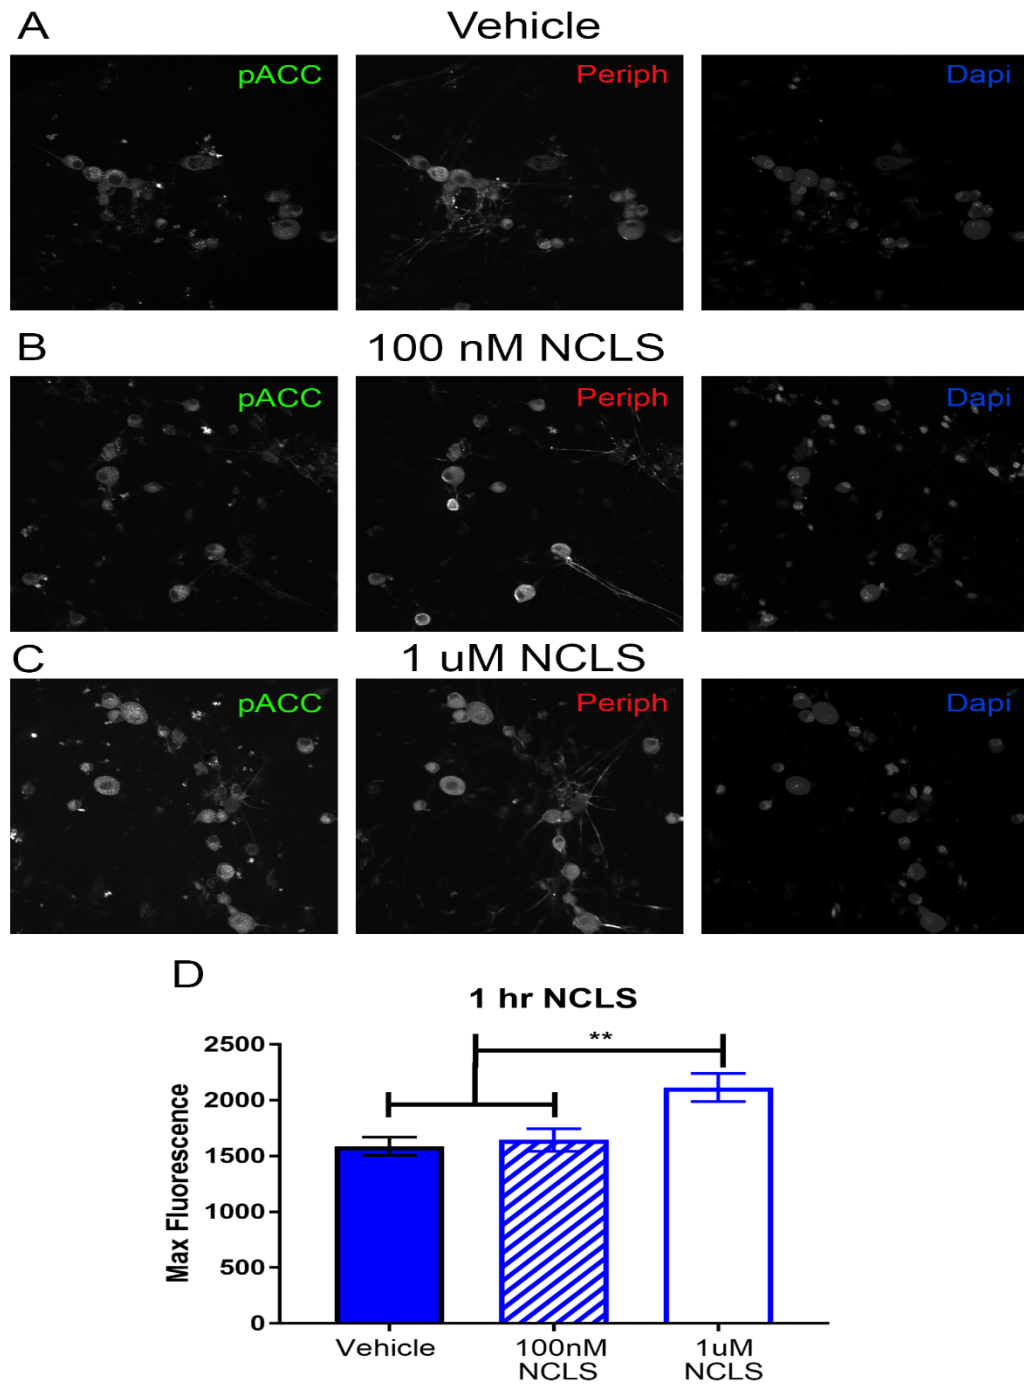 A
Vehicle
pACC
Periph
Dapi
B
100 nM NCLS
pACC
Periph
Dapi
C
1 uM NCLS
pACC
Periph
Dapi
D
1 hr NCLS
**
2500
2000
1500
1000
500
0
Max Fluorescence
Vehicle
100nM
NCLS
1uM
NCLS